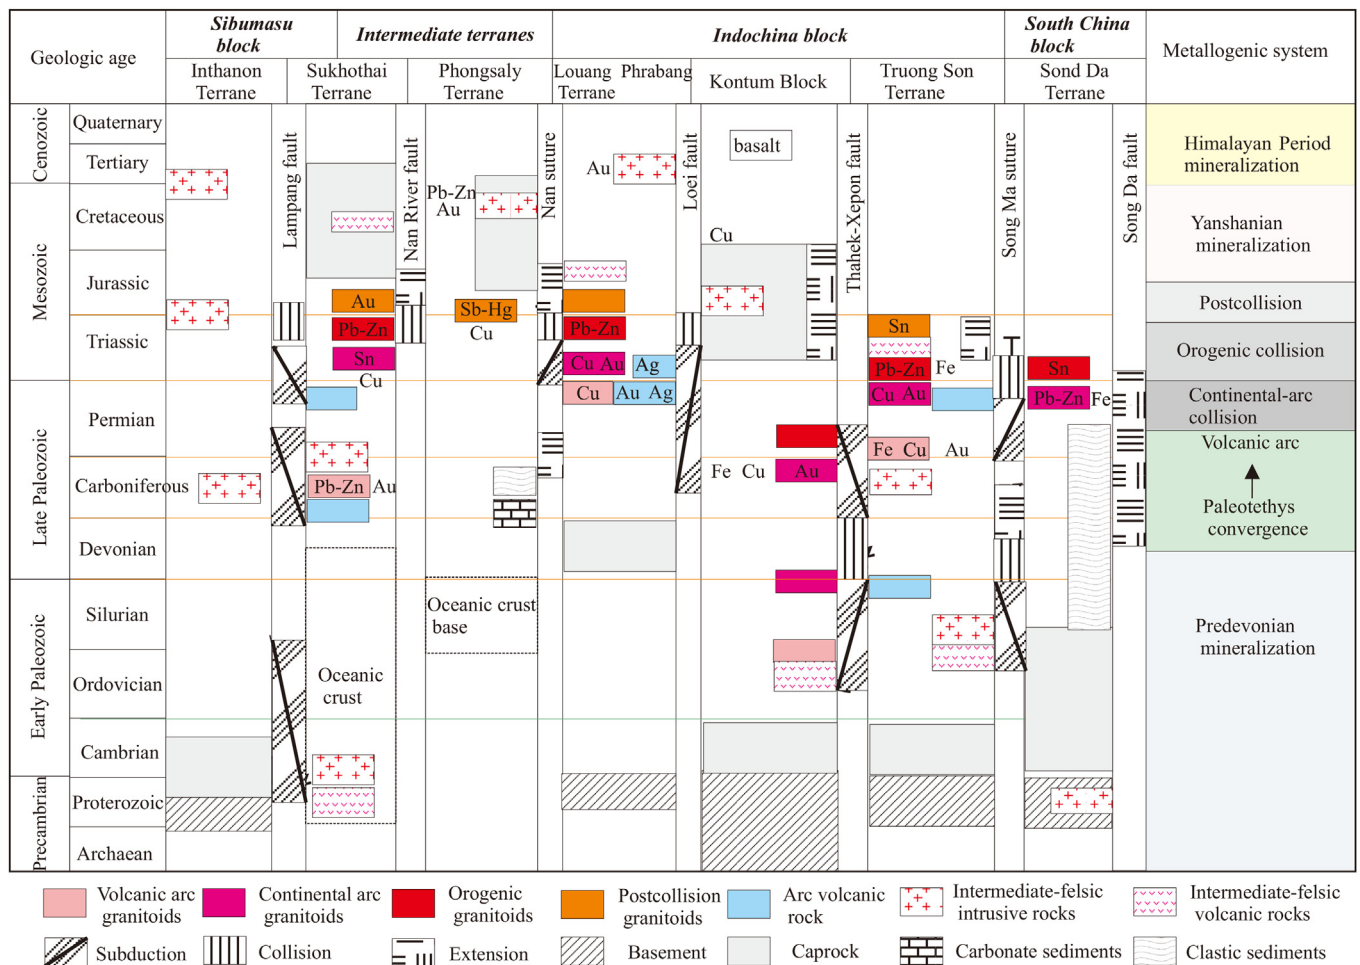 Geologic age
Sibumasu
block
Intermediate terranes
Indochina block
South China
block
Metallogenic system
Inthanon
Terrane
Sukhothai
Terrane
Phongsaly
Terrane
Louang Phrabang
Terrane
Kontum Block
Truong Son
Terrane
Sond Da
Terrane
Cenozoic
Mesozoic
Late Paleozoic
Early Paleozoic
Precambrian
Quaternary
Tertiary
Cretaceous
Jurassic
Triassic
Permian
Carboniferous
Devonian
Silurian
Ordovician
Cambrian
Proterozoic
Archaean
Lampang fault
Au
Pb-Zn
Sn
Cu
Pb-Zn Au
Oceanic
crust
Nan River fault
Pb-Zn
Au
Sb-Hg
Cu
Oceanic crust
base
Nan suture
Au
Pb-Zn
Cu Au
Ag
Cu
Au Ag
Loei fault
basalt
Cu
Fe Cu
Au
Thahek-Xepon fault
Sn
Pb-Zn Fe
Cu Au
Fe Cu Au
Song Ma suture
Sn
Pb-Zn Fe
Song Da fault
Himalayan Period
mineralization
Yanshanian
mineralization
Postcollision
Orogenic collision
Continental-arc
collision
Volcanic arc
Paleotethys
convergence
Predevonian
mineralization
Volcanic arc
granitoids
Continental arc
granitoids
Orogenic
granitoids
Postcollision
granitoids
Arc volcanic
rock
Intermediate-felsic
intrusive rocks
Intermediate-felsic
volcanic rocks
Subduction
Collision
Extension
Basement
Caprock
Carbonate sediments
Clastic sediments